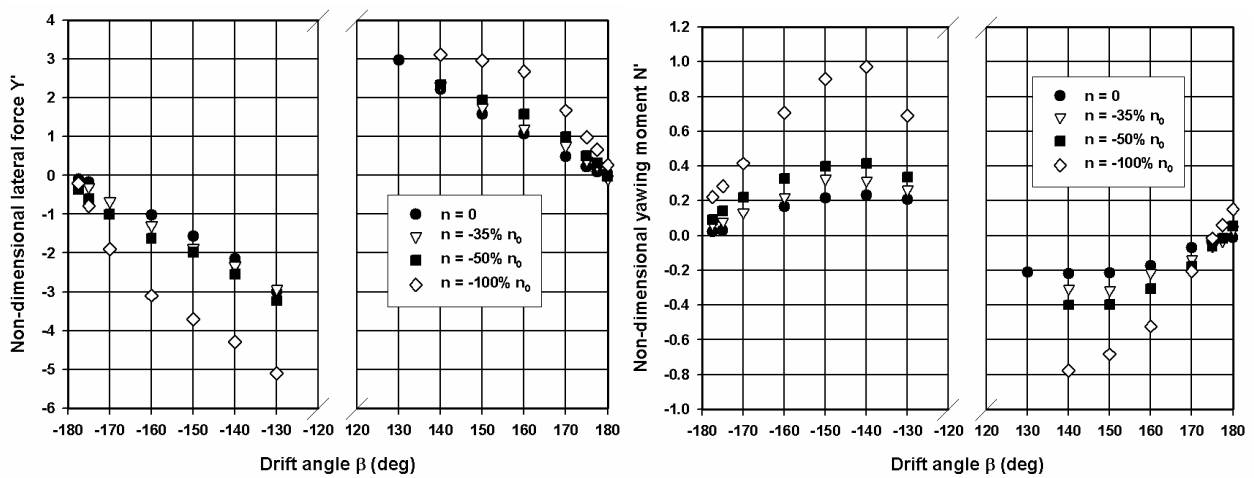 Non-dimensional lateral force Y'
4
3
2
1
0
-1
-2
-3
-4
-5
-6
n = 0
n = -35% n₀
n = -50% n₀
n = -100% n₀
-180 -170 -160 -150 -140 -130 -120 120 130 140 150 160 170 180
Drift angle β (deg)
Non-dimensional yawing moment N'
1.2
1.0
0.8
0.6
0.4
0.2
0.0
-0.2
-0.4
-0.6
-0.8
-1.0
n = 0
n = -35% n₀
n = -50% n₀
n = -100% n₀
-180 -170 -160 -150 -140 -130 -120 120 130 140 150 160 170 180
Drift angle β (deg)